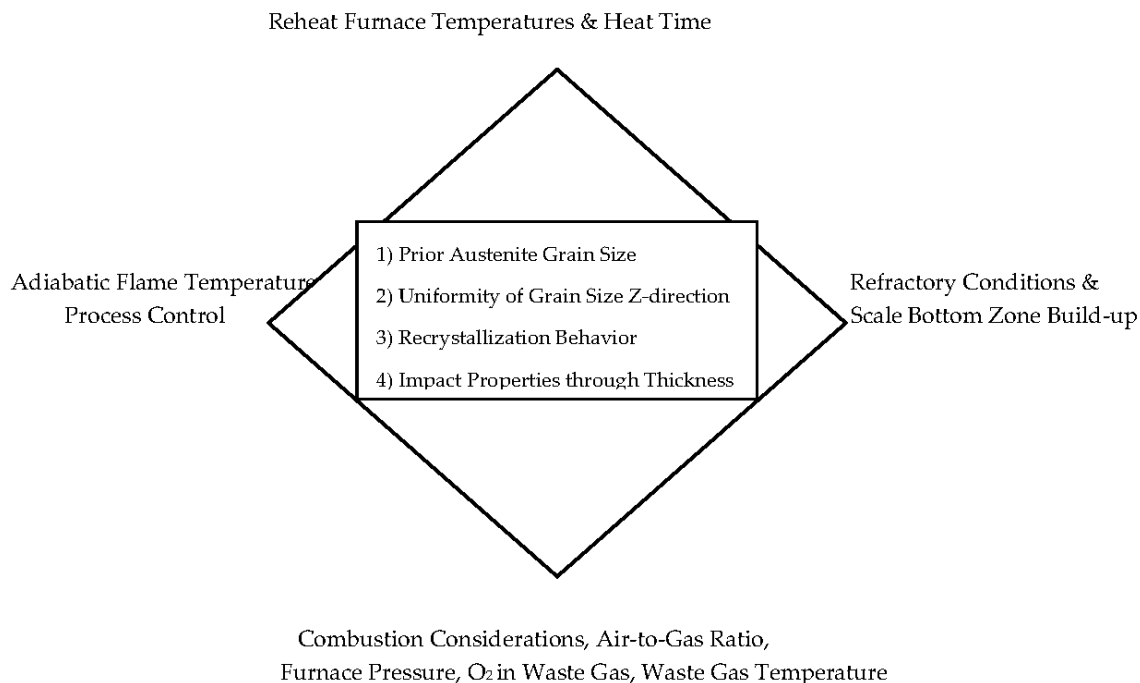 Reheat Furnace Temperatures & Heat Time
1) Prior Austenite Grain Size
Adiabatic Flame Temperature
Process Control
2) Uniformity of Grain Size Z-direction
3) Recrystallization Behavior
4) Impact Properties through Thickness
Refractory Conditions &
Scale Bottom Zone Build-up
Combustion Considerations, Air-to-Gas Ratio,
Furnace Pressure, O₂ in Waste Gas, Waste Gas Temperature